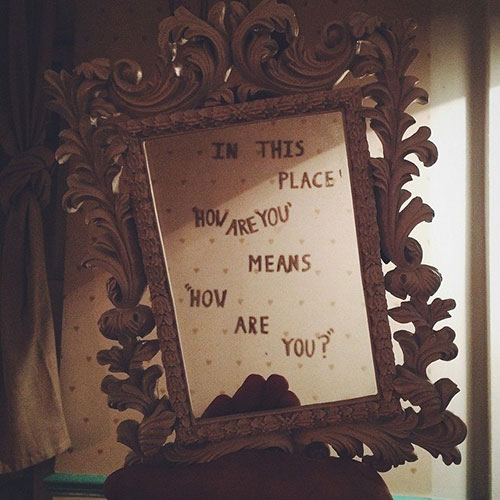 IN THIS
PLACE'
'HOW ARE YOU'
MEANS
"HOW
ARE
YOU?"